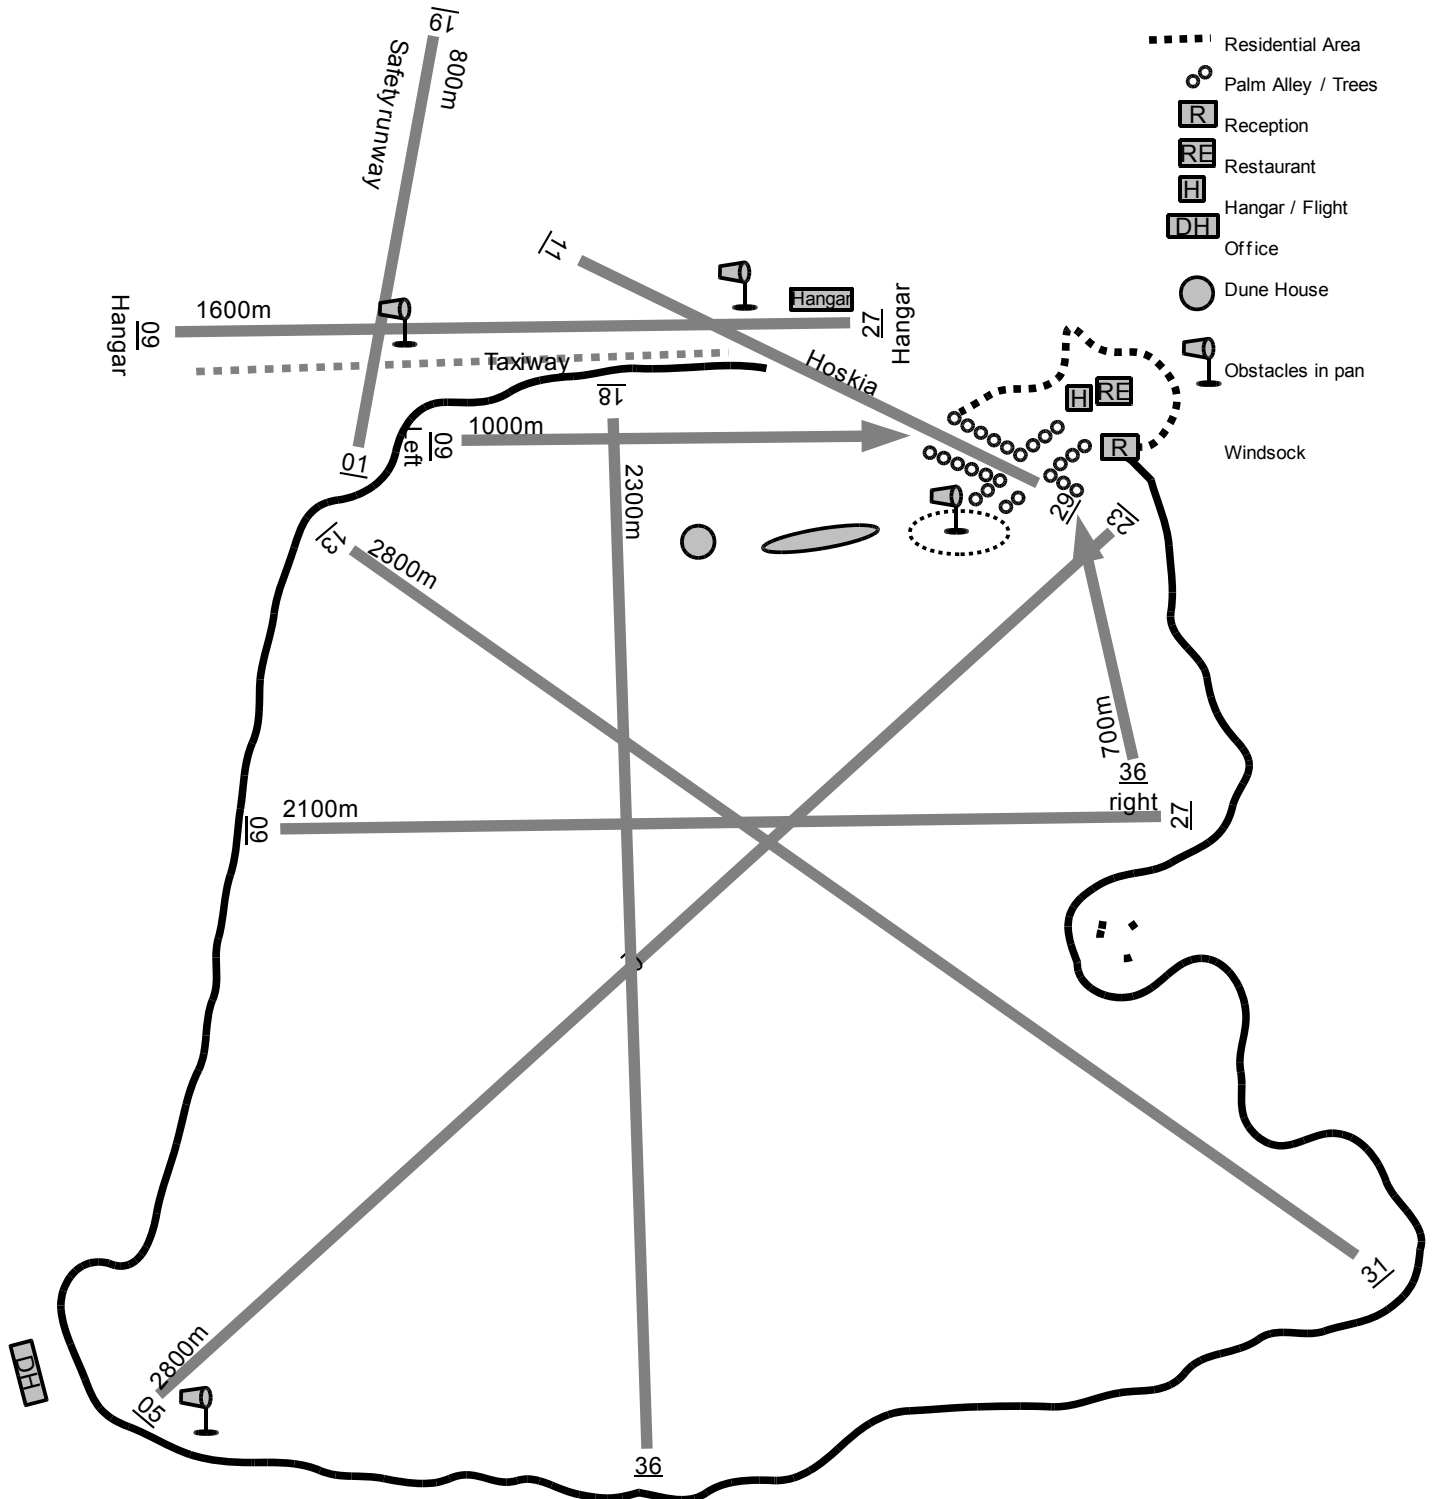 19
800m
Safety runway
Residential Area
Palm Alley / Trees
R
Reception
RE
Restaurant
H
Hangar / Flight
DH
Office
Dune House
Obstacles in pan
Windsock
11
Hangar
09
1600m
Hangar
27
Hangar
Taxiway
Hoskia
18
H
RE
R
Left
09
1000m
01
2300m
29
23
13
2800m
700m
36
right
09
2100m
27
31
DH
2800m
05
36